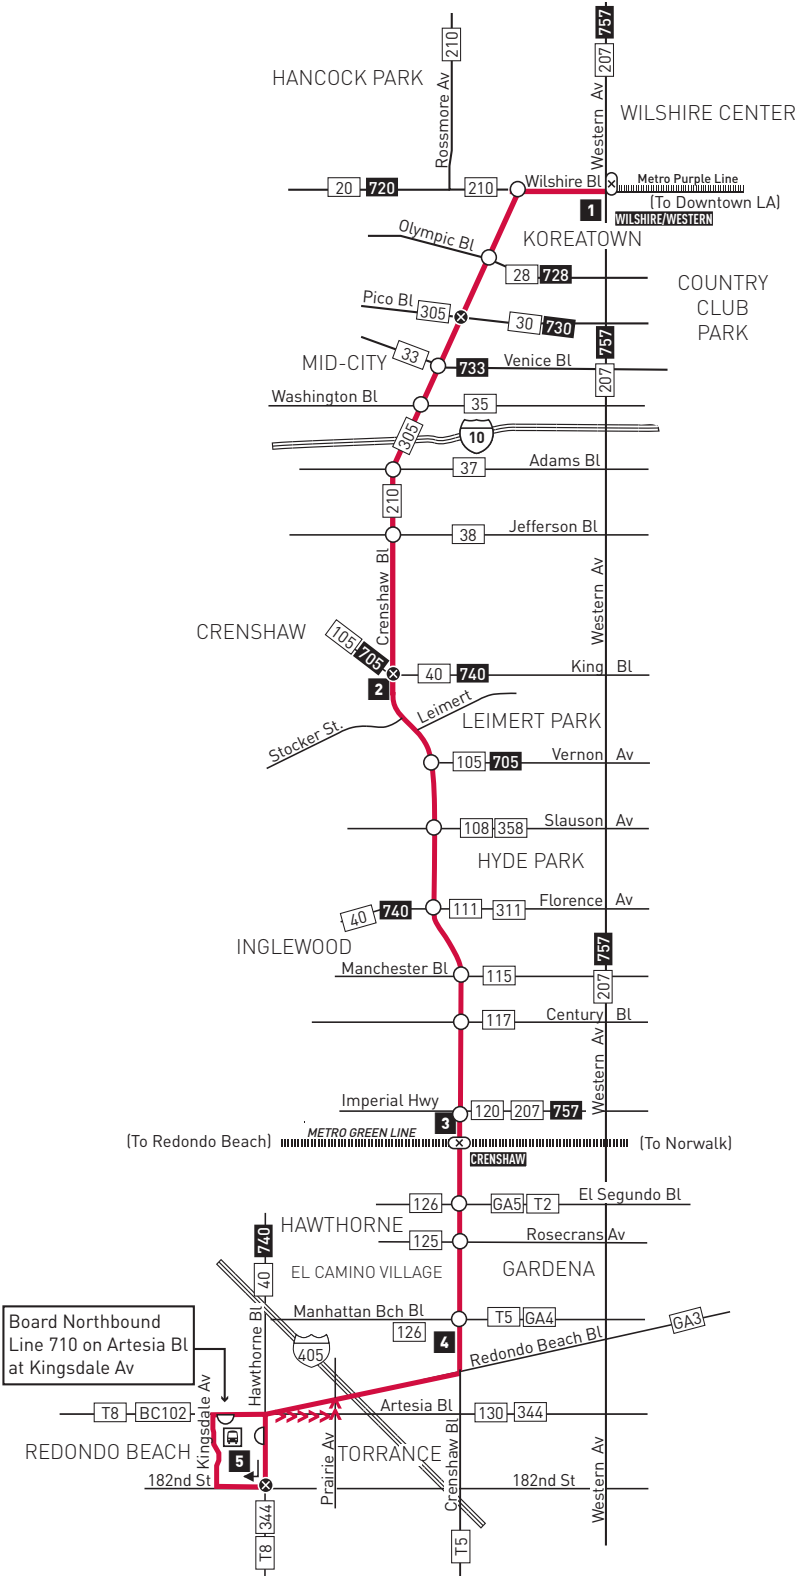 757
210
207
HANCOCK PARK
Rossmore Av
Western Av
WILSHIRE CENTER
20 720
210
Wilshire Bl
Metro Purple Line
(To Downtown LA)
1
WILSHIRE/WESTERN
Olympic Bl
KOREATOWN
28 728
COUNTRY
CLUB
PARK
Pico Bl
305
30 730
757
33
MID-CITY
733
Venice Bl
207
Washington Bl
35
305
10
37
Adams Bl
210
38
Jefferson Bl
Crenshaw Bl
Western Av
CRENSHAW
105 705
40 740
King Bl
2
Leimert
LEIMERT PARK
Stocker St.
105 705
Vernon Av
108 358
Slauson Av
HYDE PARK
40 740
111 311
Florence Av
INGLEWOOD
757
Manchester Bl
115
207
117
Century Bl
Western Av
Imperial Hwy
120 207 757
3
METRO GREEN LINE
(To Redondo Beach)
(To Norwalk)
CRENSHAW
126
GA5 T2
El Segundo Bl
HAWTHORNE
740
125
Rosecrans Av
40
EL CAMINO VILLAGE
GARDENA
Manhattan Bch Bl
T5 GA4
GA3
126
4
Redondo Beach Bl
405
Board Northbound
Line 710 on Artesia Bl
at Kingsdale Av
Hawthorne Bl
Kingsdale Av
T8 BC102
Artesia Bl
130 344
REDONDO BEACH
5
Prairie Av
TORRANCE
Crenshaw Bl
Western Av
182nd St
182nd St
344
T8
T5